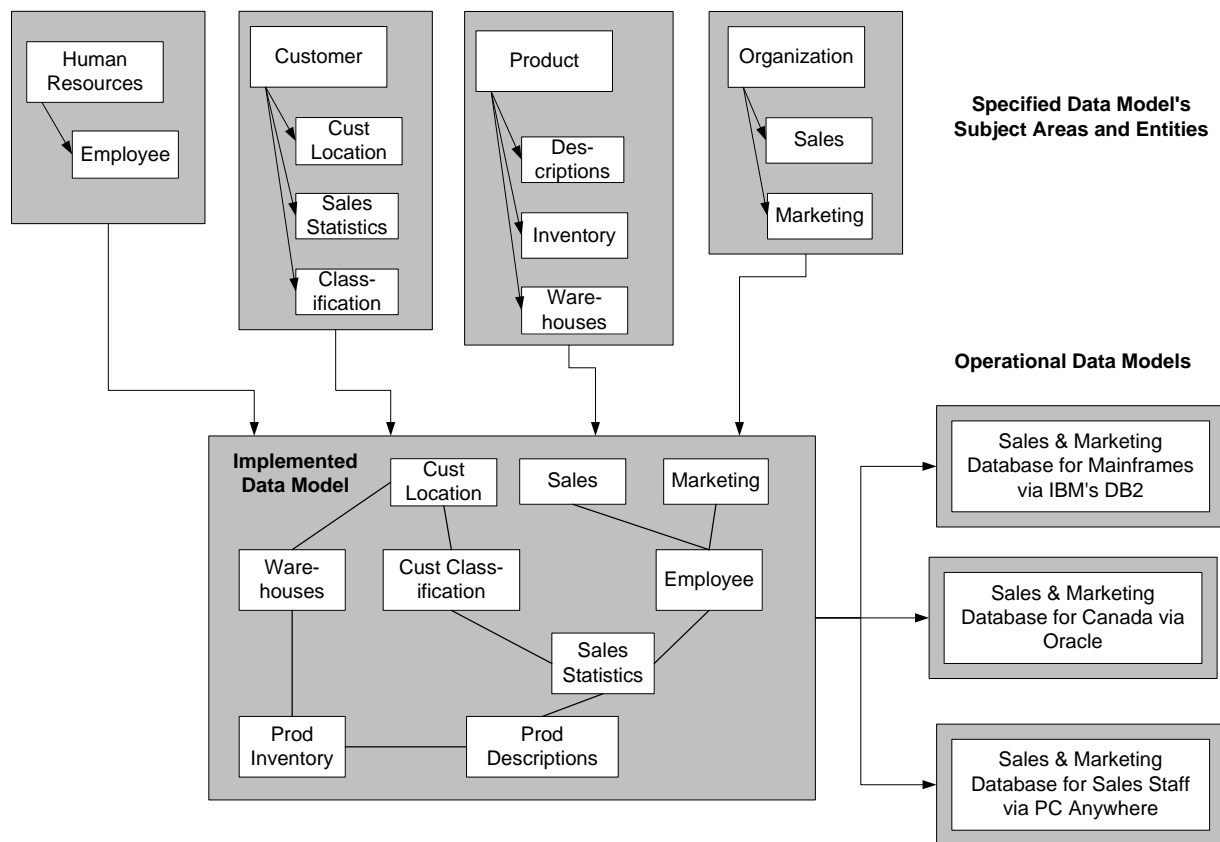 Human
Resources
Employee
Customer
Cust
Location
Sales
Statistics
Class-
ification
Product
Des-
criptions
Inventory
Ware-
houses
Organization
Sales
Marketing
Specified Data Model's
Subject Areas and Entities
Operational Data Models
Implemented
Data Model
Cust
Location
Sales
Marketing
Ware-
houses
Cust Class-
ification
Employee
Sales
Statistics
Prod
Inventory
Prod
Descriptions
Sales & Marketing
Database for Mainframes
via IBM's DB2
Sales & Marketing
Database for Canada via
Oracle
Sales & Marketing
Database for Sales Staff
via PC Anywhere